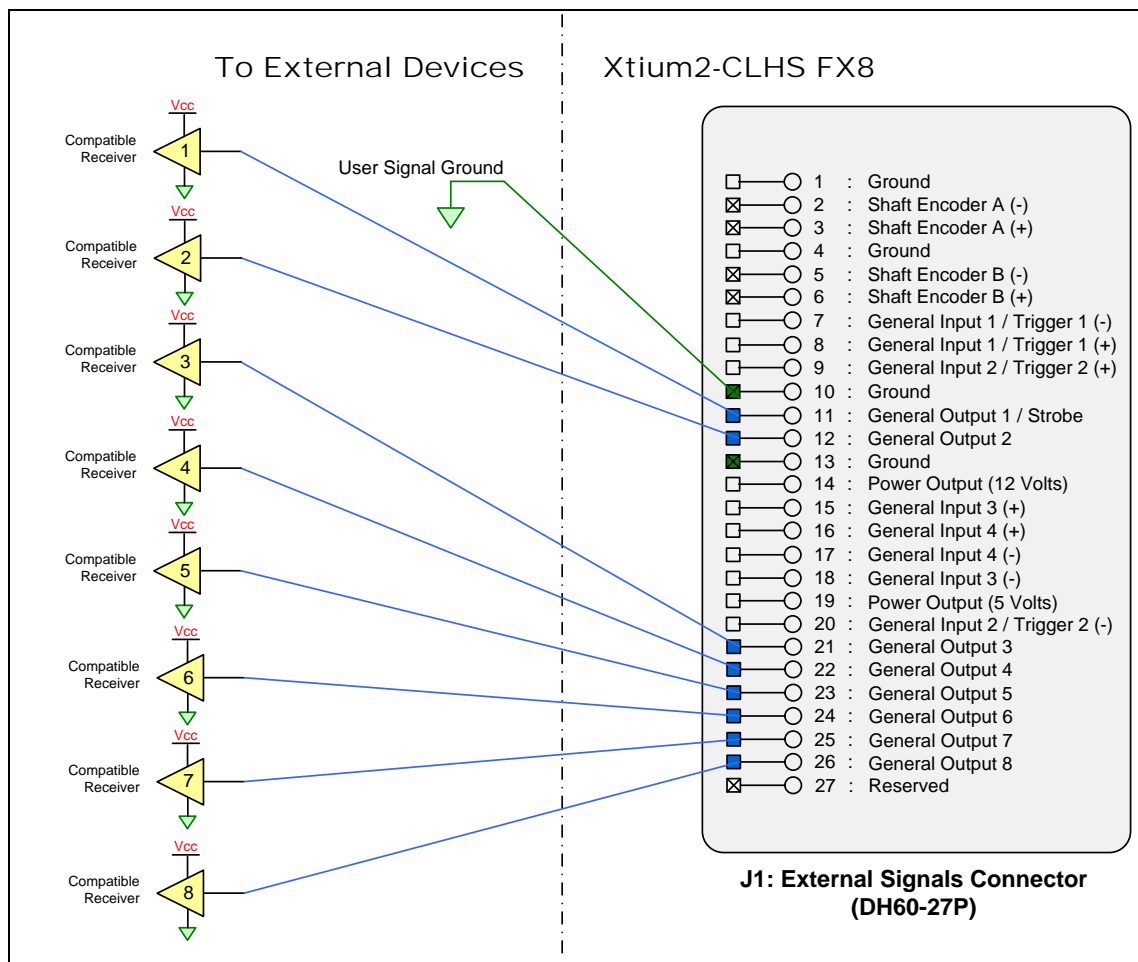 To External Devices
Xtium2-CLHS FX8
Vcc
Compatible
Receiver
1
User Signal Ground
Vcc
Compatible
Receiver
2
Vcc
Compatible
Receiver
3
Vcc
Compatible
Receiver
4
Vcc
Compatible
Receiver
5
Vcc
Compatible
Receiver
6
Vcc
Compatible
Receiver
7
Vcc
Compatible
Receiver
8
1 : Ground
2 : Shaft Encoder A (-)
3 : Shaft Encoder A (+)
4 : Ground
5 : Shaft Encoder B (-)
6 : Shaft Encoder B (+)
7 : General Input 1 / Trigger 1 (-)
8 : General Input 1 / Trigger 1 (+)
9 : General Input 2 / Trigger 2 (+)
10 : Ground
11 : General Output 1 / Strobe
12 : General Output 2
13 : Ground
14 : Power Output (12 Volts)
15 : General Input 3 (+)
16 : General Input 4 (+)
17 : General Input 4 (-)
18 : General Input 3 (-)
19 : Power Output (5 Volts)
20 : General Input 2 / Trigger 2 (-)
21 : General Output 3
22 : General Output 4
23 : General Output 5
24 : General Output 6
25 : General Output 7
26 : General Output 8
27 : Reserved
J1: External Signals Connector
(DH60-27P)